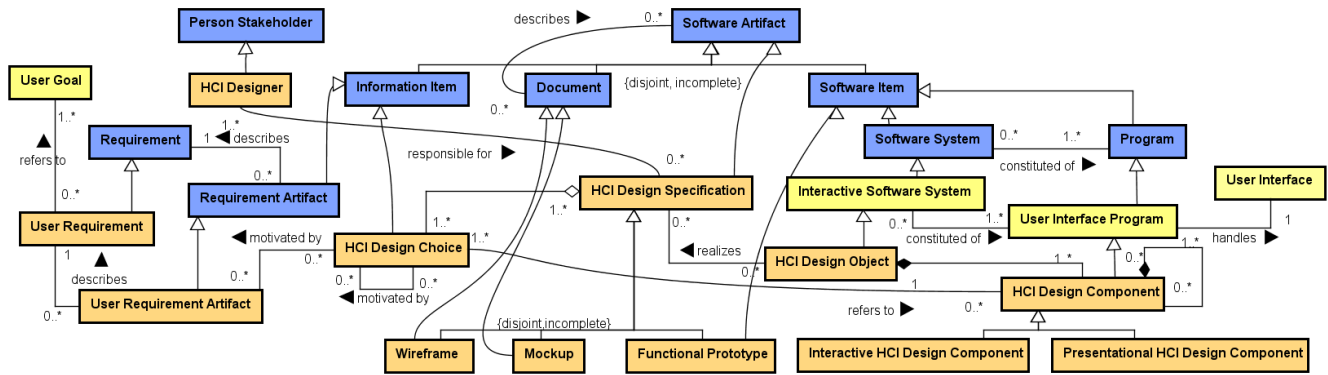 Person Stakeholder
describes
0..*
Software Artifact
User Goal
HCI Designer
Information Item
Document
{disjoint, incomplete}
Software Item
1..*
1..*
0..*
Requirement
1
describes
refers to
responsible for
0..*
Software System
0..*
1..*
Program
constituted of
0..*
0..*
Requirement Artifact
HCI Design Specification
Interactive Software System
User Interface
User Requirement
1..*
1..*
0..*
0..*
1..*
User Interface Program
1
motivated by
HCI Design Choice
1..*
constituted of
handles
1
0..*
realizes
HCI Design Object
1..*
0..*
1..*
describes
0..*
0..*
0..*
0..*
1
HCI Design Component
0..*
User Requirement Artifact
motivated by
refers to
0..*
0..*
{disjoint,incomplete}
Wireframe
Mockup
Functional Prototype
Interactive HCI Design Component
Presentational HCI Design Component